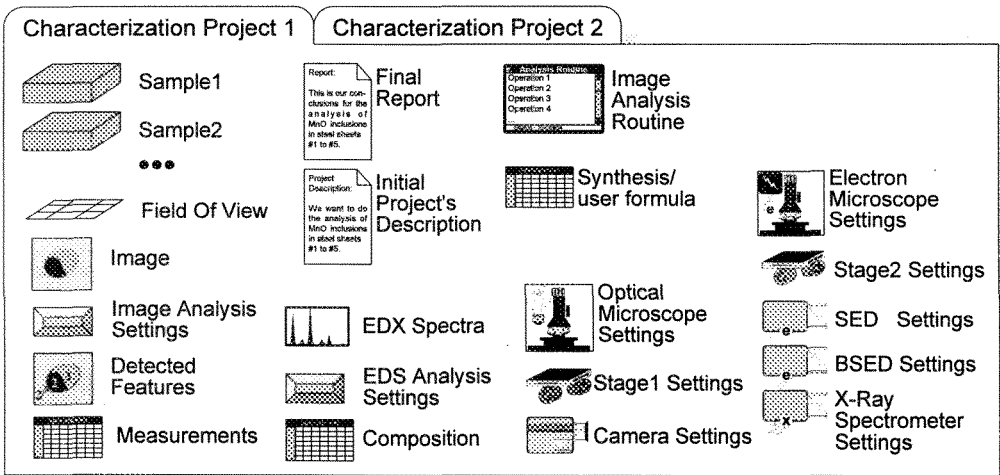 Characterization Project 1
Characterization Project 2
Sample1
Sample2
Field Of View
Image
Image Analysis
Settings
Detected
Features
Measurements
Report:
This is our con-
clusions for the
analysis of
MnO inclusions
in steel sheets
#1 to #5.
Final
Report
Project
Description:
We want to do
the analysis of
MnO inclusions
in steel sheets
#1 to #5.
Initial
Project's
Description
EDX Spectra
EDS Analysis
Settings
Composition
Analysis Routine
Operation 1
Operation 2
Operation 3
Operation 4
Image
Analysis
Routine
Synthesis/
user formula
Optical
Microscope
Settings
Stage1 Settings
Camera Settings
e
Electron
Microscope
Settings
Stage2 Settings
e
SED Settings
e
BSED Settings
x
X-Ray
Spectrometer
Settings